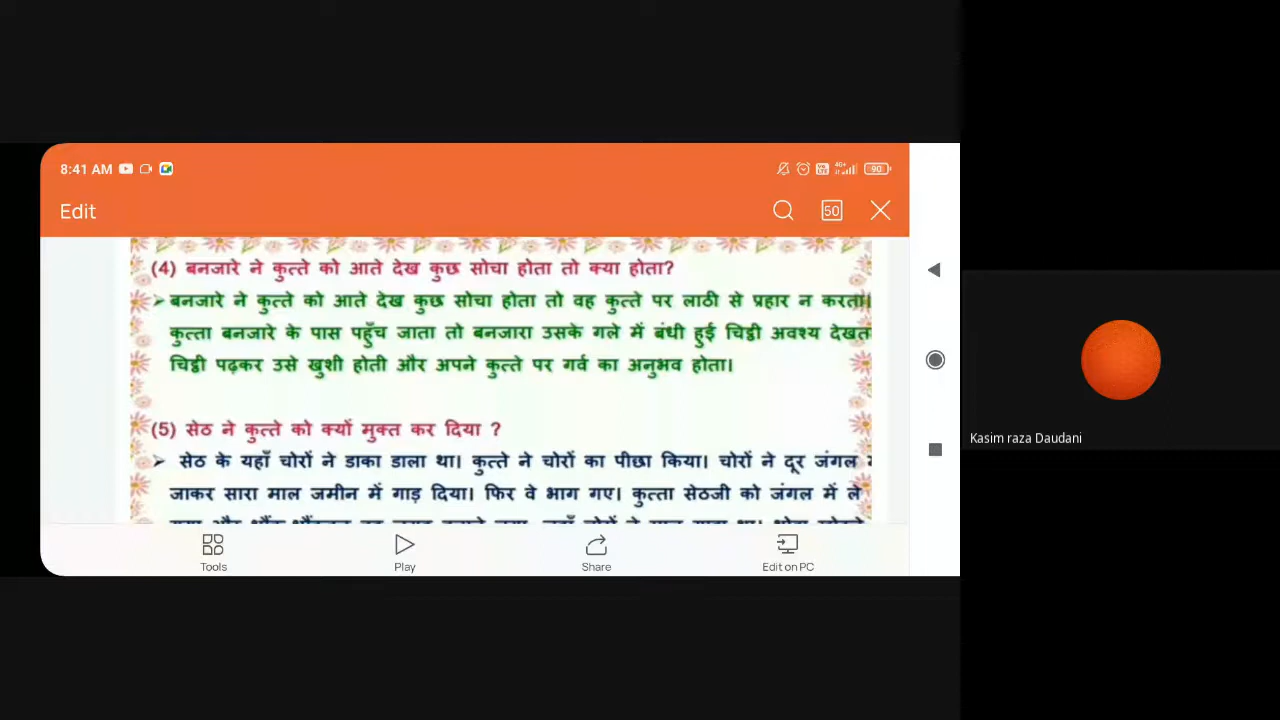 8:41 AM
90
Edit
50
(4) बनजारे ने कुत्ते को आते देख कुछ सोचा होता तो क्या होता?
➢ बनजारे ने कुत्ते को आते देख कुछ सोचा होता तो वह कुत्ते पर लाठी से प्रहार न करता।
कुत्ता बनजारे के पास पहुँच जाता तो बनजारा उसके गले में बंधी हुई चिट्ठी अवश्य देखत
चिट्ठी पढ़कर उसे खुशी होती और अपने कुत्ते पर गर्व का अनुभव होता।
(5) सेठ ने कुत्ते को क्यों मुक्त कर दिया ?
➢ सेठ के यहाँ चोरों ने डाका डाला था। कुत्ते ने चोरों का पीछा किया। चोरों ने दूर जंगल
जाकर सारा माल जमीन में गाड़ दिया। फिर वे भाग गए। कुत्ता सेठजी को जंगल में ले
Tools
Play
Share
Edit on PC
Kasim raza Daudani